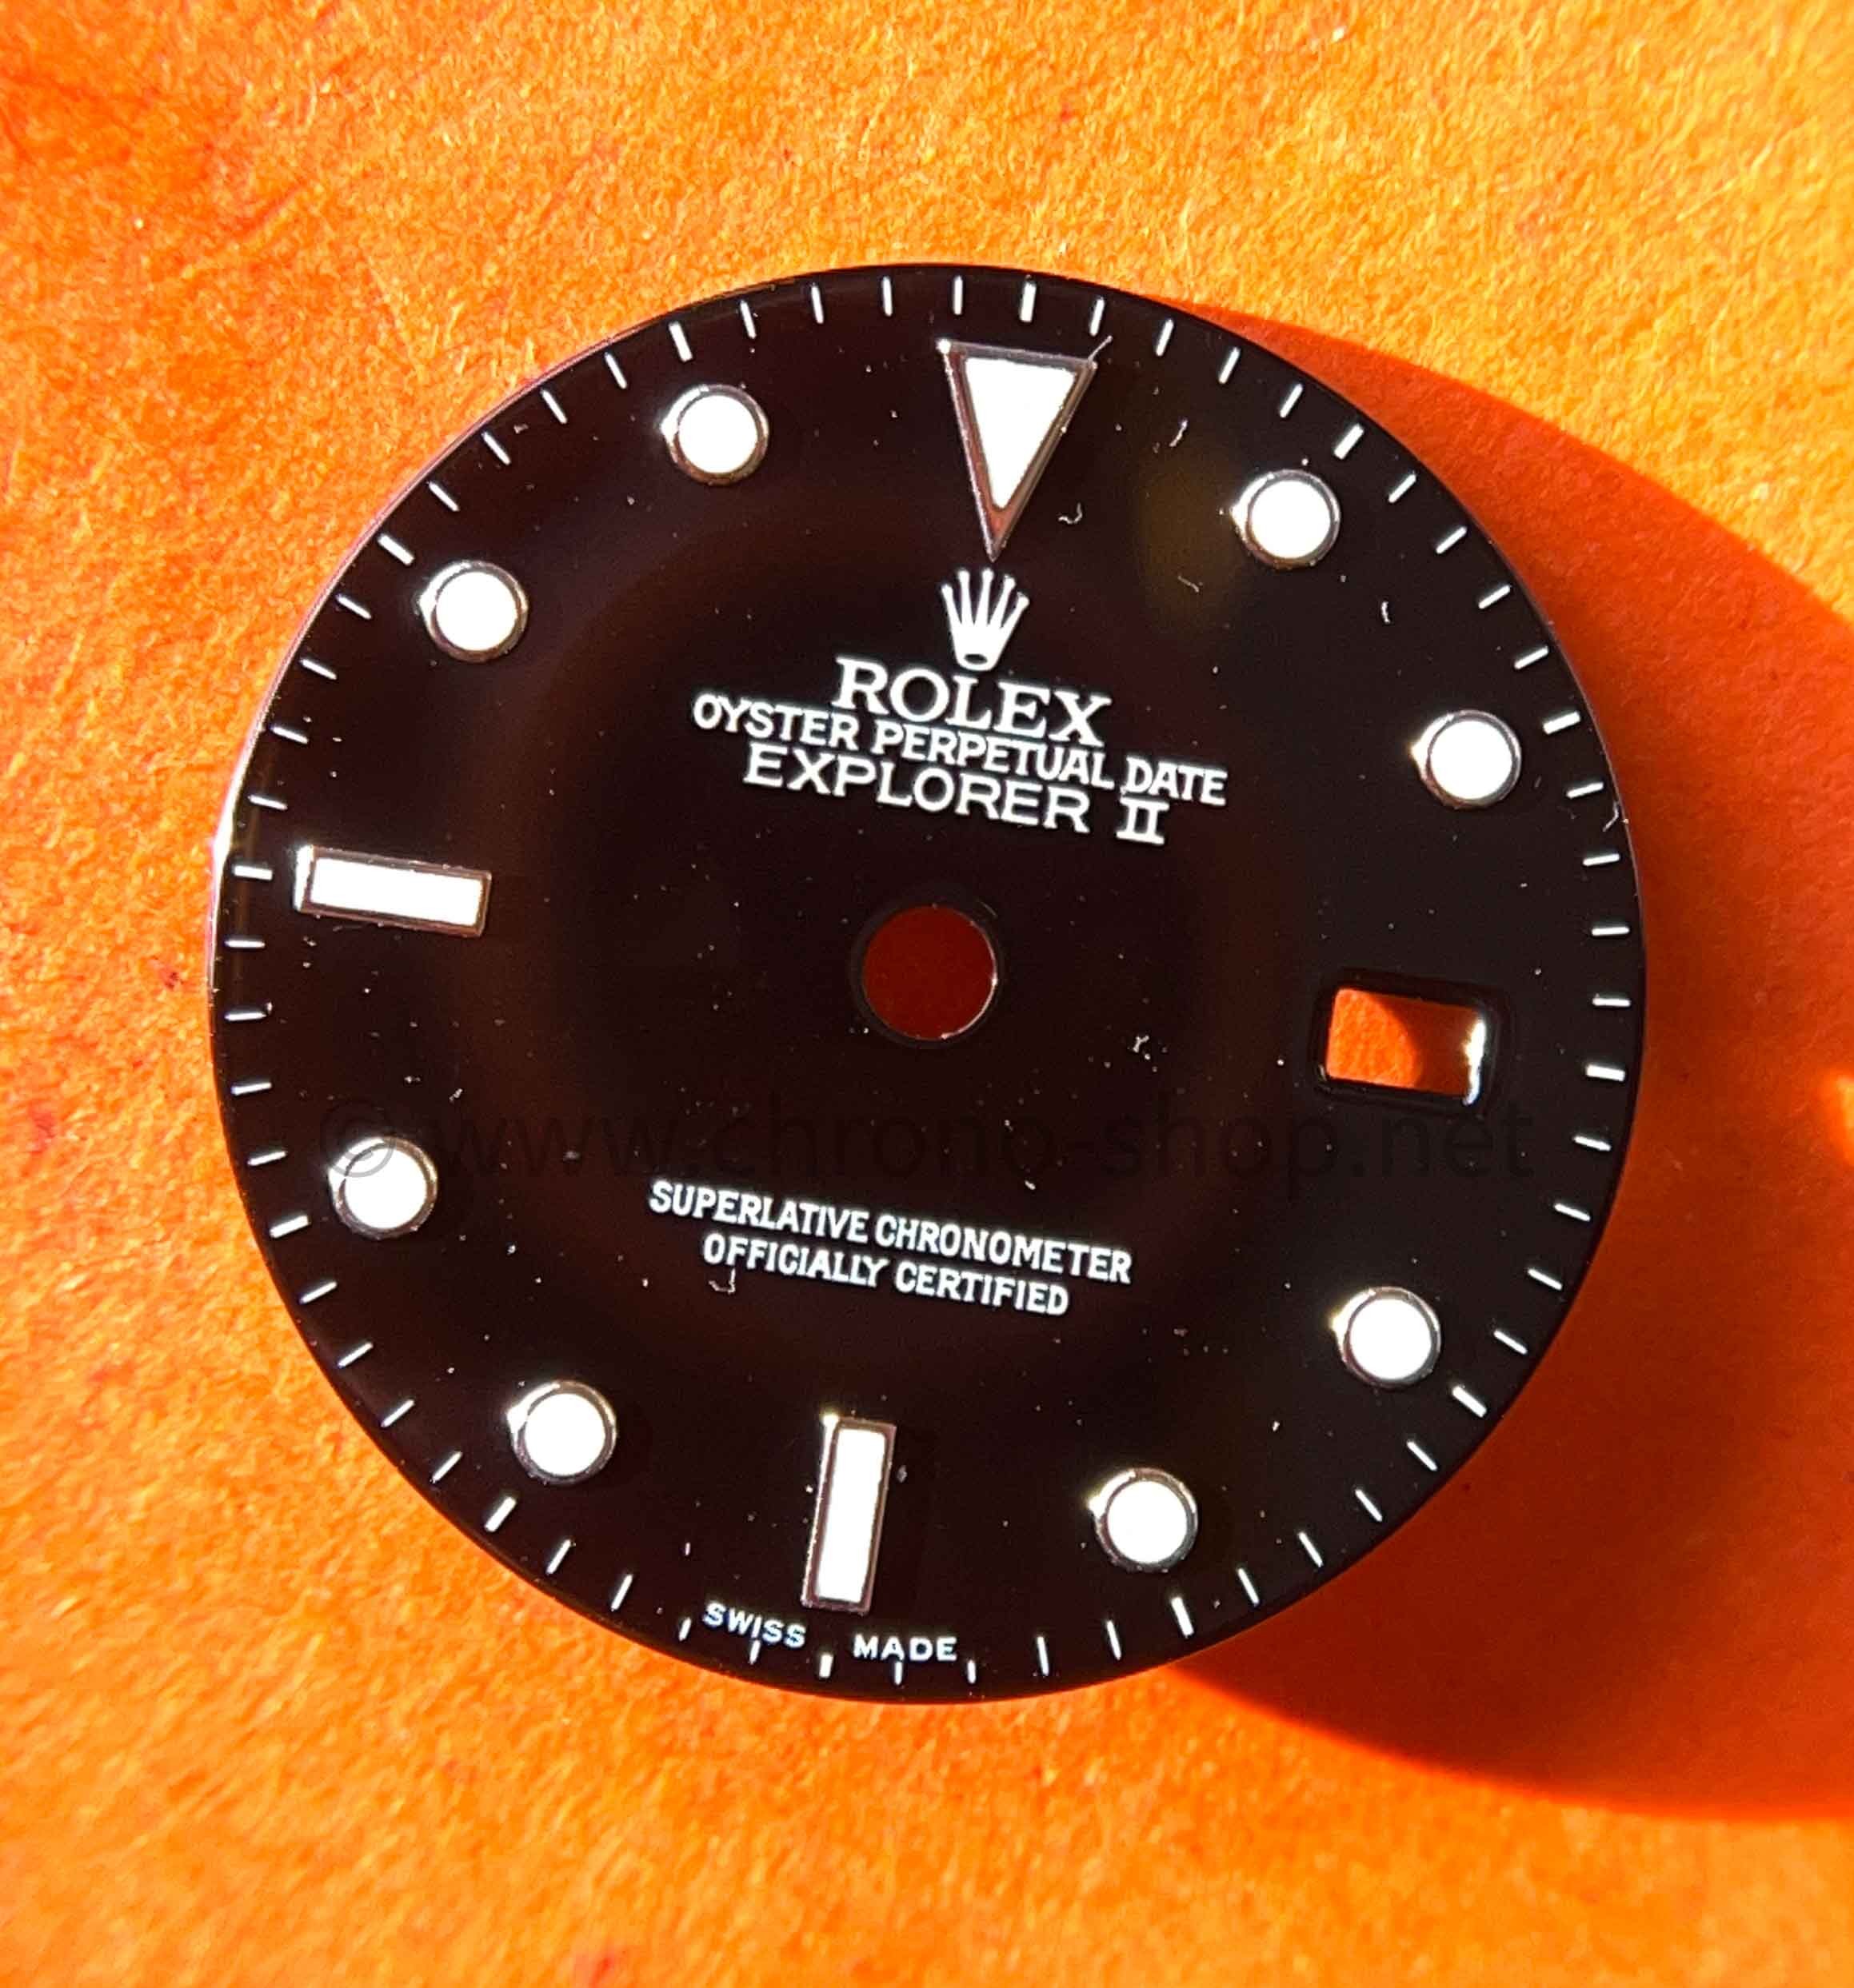 ROLEX
OYSTER PERPETUAL DATE
EXPLORER II
©www.chrono-shop.net
SUPERLATIVE CHRONOMETER
OFFICIALLY CERTIFIED
SWISS MADE